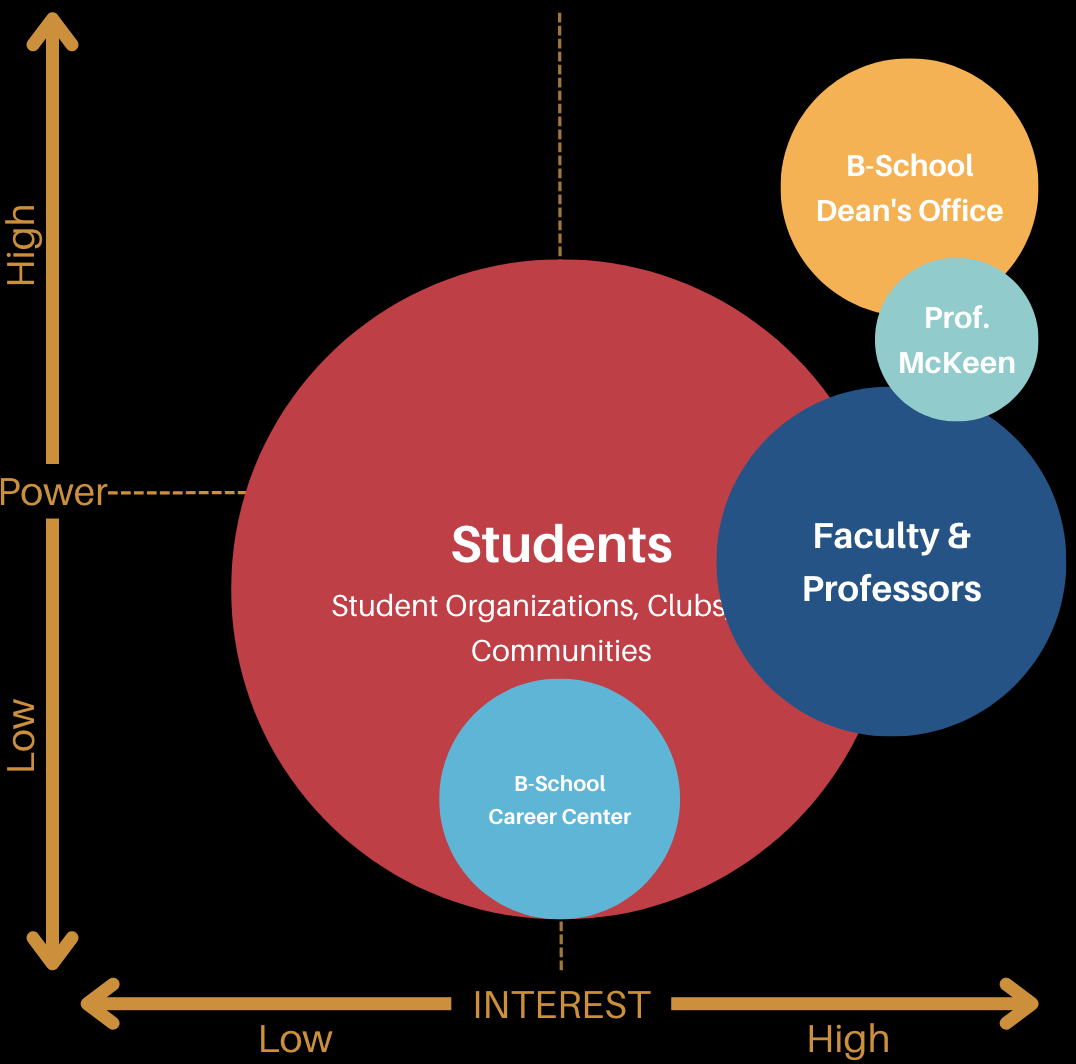 High
B-School
Dean's Office
Prof.
McKeen
Power
Students
Student Organizations, Clubs,
Communities
Faculty &
Professors
B-School
Career Center
Low
INTEREST
Low
High